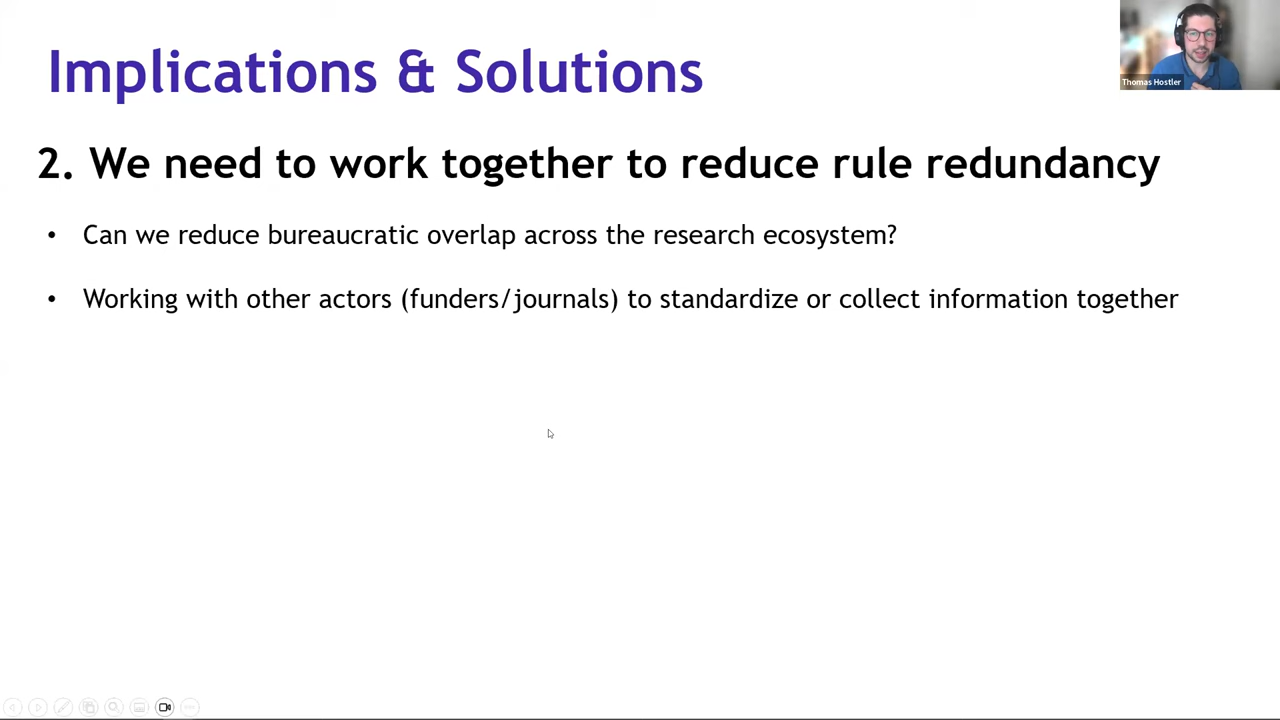 Implications & Solutions
Thomas Hostler
2. We need to work together to reduce rule redundancy
• Can we reduce bureaucratic overlap across the research ecosystem?
• Working with other actors (funders/journals) to standardize or collect information together